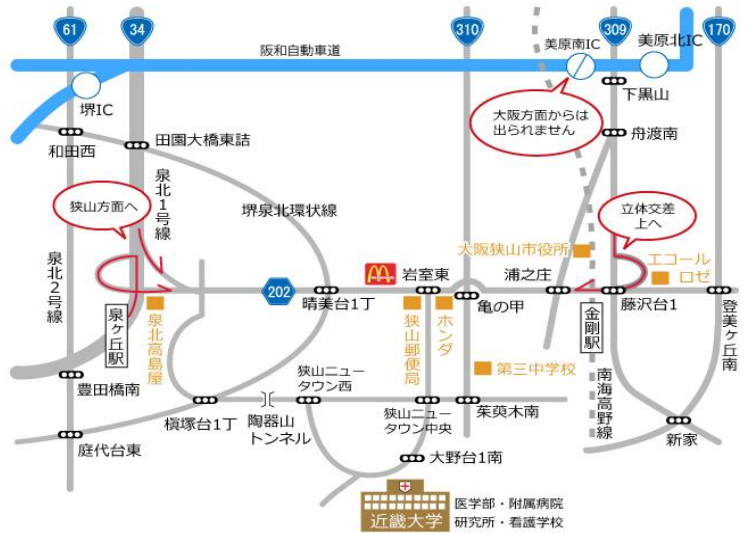 61
34
310
309
170
阪和自動車道
美原南IC
美原北IC
堺IC
下黒山
大阪方面からは
出られません
和田西
田園大橋東詰
舟渡南
泉北1号線
狭山方面へ
堺泉北環状線
立体交差
上へ
大阪狭山市役所
エコール
ロゼ
泉北2号線
岩室東
浦之庄
202
晴美台1丁
亀の甲
藤沢台1
登美ヶ丘南
泉ヶ丘駅
泉北高島屋
狭山郵便局
ホンダ
金剛駅
第三中学校
南海高野線
豊田橋南
狭山ニュー
タウン西
槇塚台1丁
陶器山
トンネル
狭山ニュー
タウン中央
茱萸木南
庭代台東
新家
大野台1南
近畿大学
医学部・附属病院
研究所・看護学校